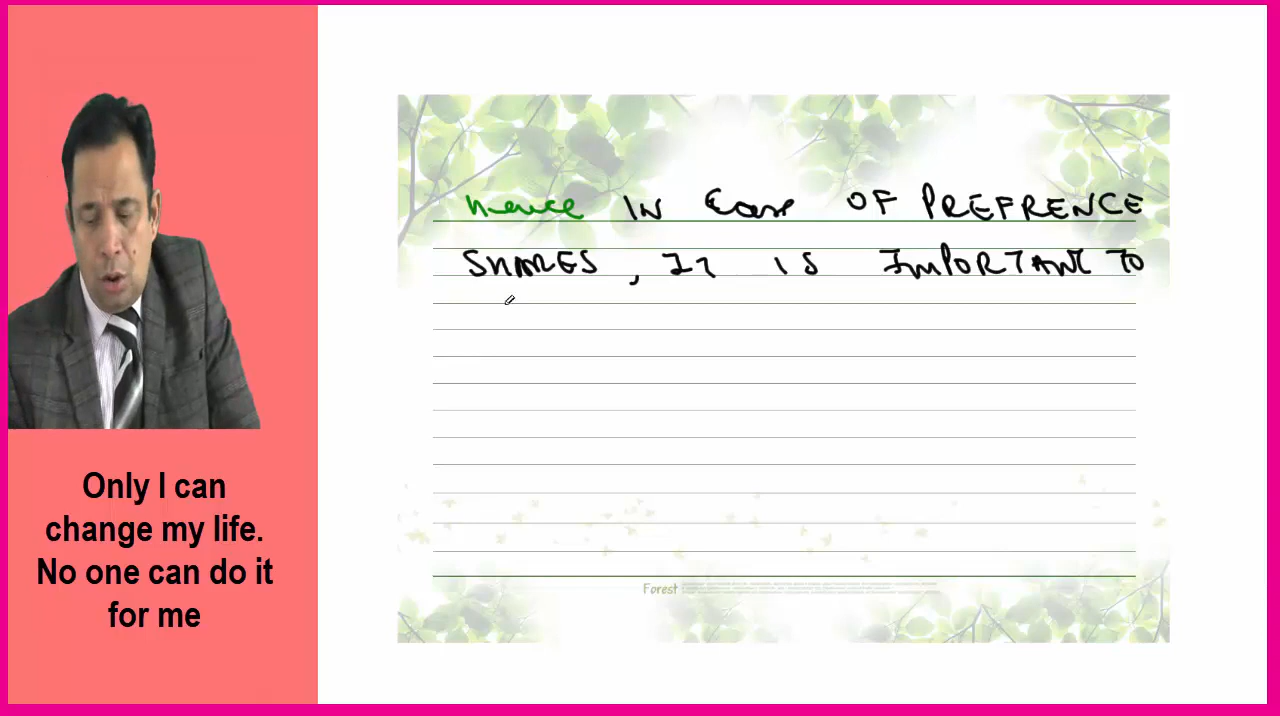 hence IN Case OF PREFRENCE
SHARES, IT IS IMPORTANT TO
Only I can
change my life.
No one can do it
for me
Forest